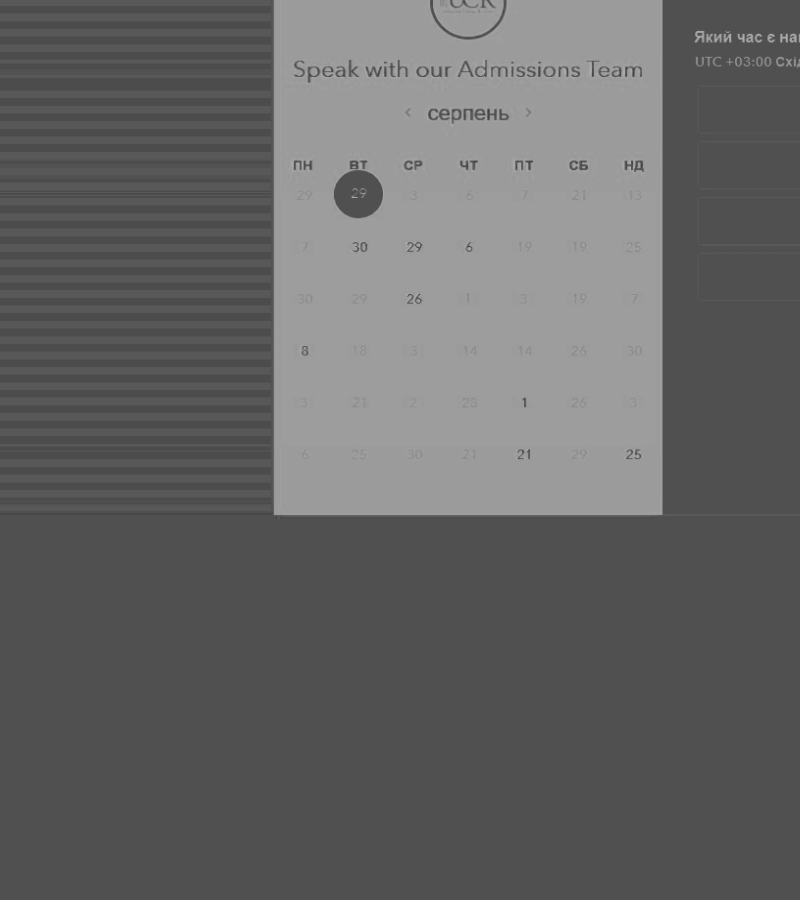 UCR
Speak with our Admissions Team
‹ серпень ›
ПН ВТ СР ЧТ ПТ СБ НД
29 29 3 6 7 21 13
7 30 29 6 19 19 25
30 29 26 1 3 19 7
8 18 3 14 14 26 30
3 21 2 28 1 26 3
6 25 30 21 21 29 25
Який час є на
UTC +03:00 Схі